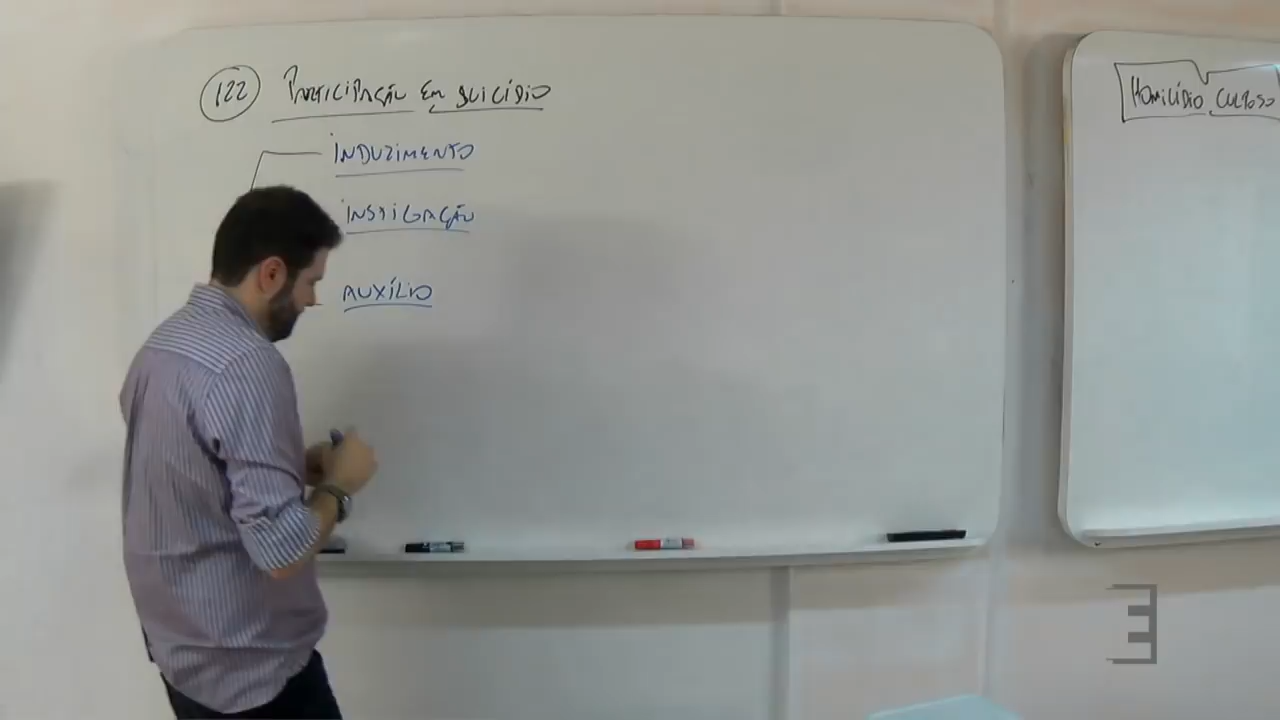 122 PARTICIPAÇÃO EM SUICÍDIO
INDUZIMENTO
INSTIGAÇÃO
AUXÍLIO
HOMICÍDIO CULPOSO
E